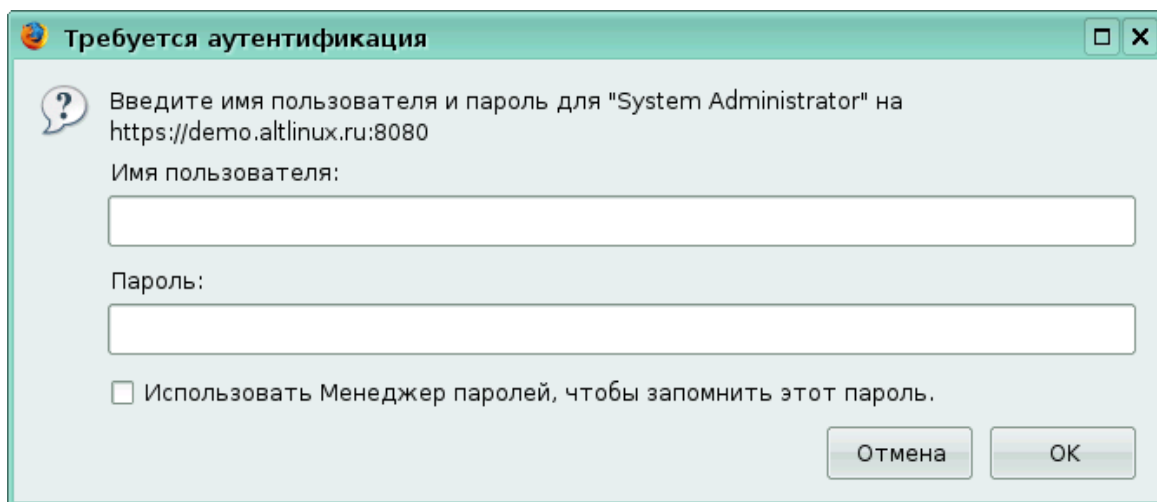 Требуется аутентификация
Введите имя пользователя и пароль для "System Administrator" на
https://demo.altlinux.ru:8080
Имя пользователя:
Пароль:
Использовать Менеджер паролей, чтобы запомнить этот пароль.
Отмена
OK